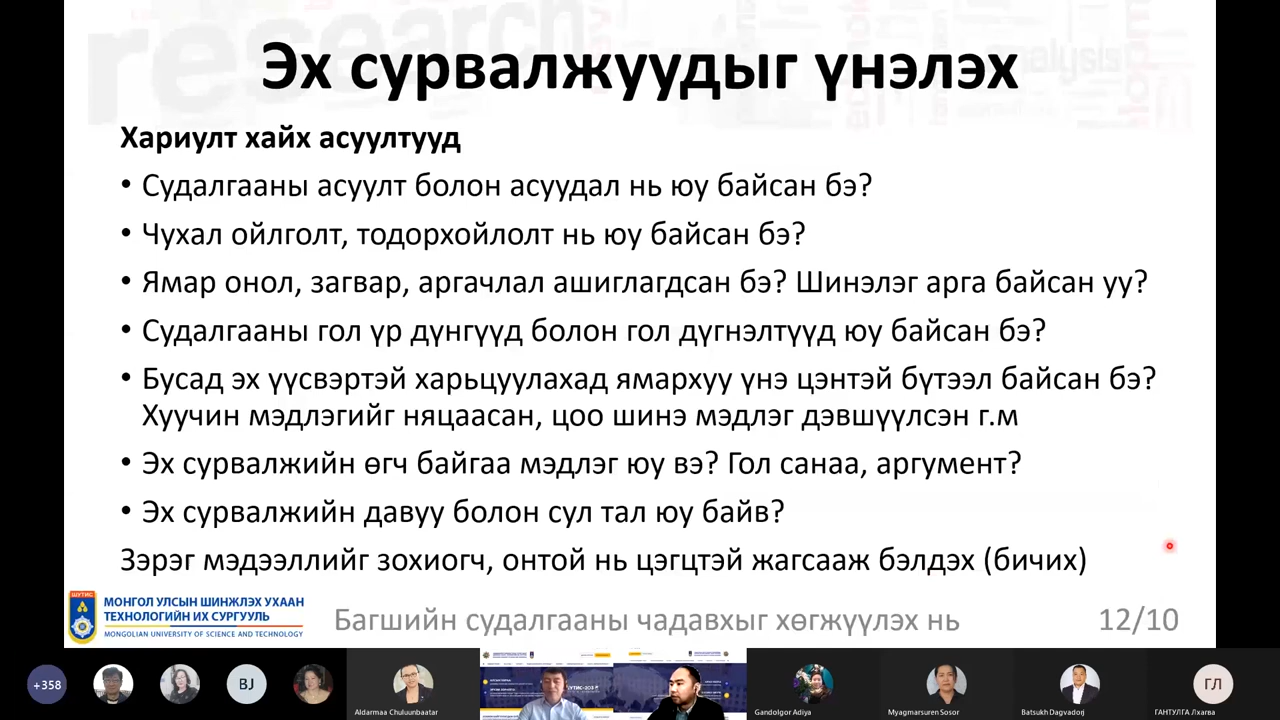 Эх сурвалжуудыг үнэлэх
Хариулт хайх асуултууд
• Судалгааны асуулт болон асуудал нь юу байсан бэ?
• Чухал ойлголт, тодорхойлолт нь юу байсан бэ?
• Ямар онол, загвар, аргачлал ашиглагдсан бэ? Шинэлэг арга байсан уу?
• Судалгааны гол үр дүнгүүд болон гол дүгнэлтүүд юу байсан бэ?
• Бусад эх үүсвэртэй харьцуулахад ямархуу үнэ цэнтэй бүтээл байсан бэ?
Хуучин мэдлэгийг няцаасан, цоо шинэ мэдлэг дэвшүүлсэн г.м
• Эх сурвалжийн өгч байгаа мэдлэг юу вэ? Гол санаа, аргумент?
• Эх сурвалжийн давуу болон сул тал юу байв?
Зэрэг мэдээллийг зохиогч, онтой нь цэгцтэй жагсааж бэлдэх (бичих)
ШУТИС
МОНГОЛ УЛСЫН ШИНЖЛЭХ УХААН
ТЕХНОЛОГИЙН ИХ СУРГУУЛЬ
MONGOLIAN UNIVERSITY OF SCIENCE AND TECHNOLOGY
Багшийн судалгааны чадавхыг хөгжүүлэх нь
12/10
research
analysis
+358
BJ
ГЛ
Aldarmaa Chuluunbaatar
Gandolgor Adiya
Myagmarsuren Sosor
Batsukh Dagvadorj
ГАНТУЛГА Лхагва